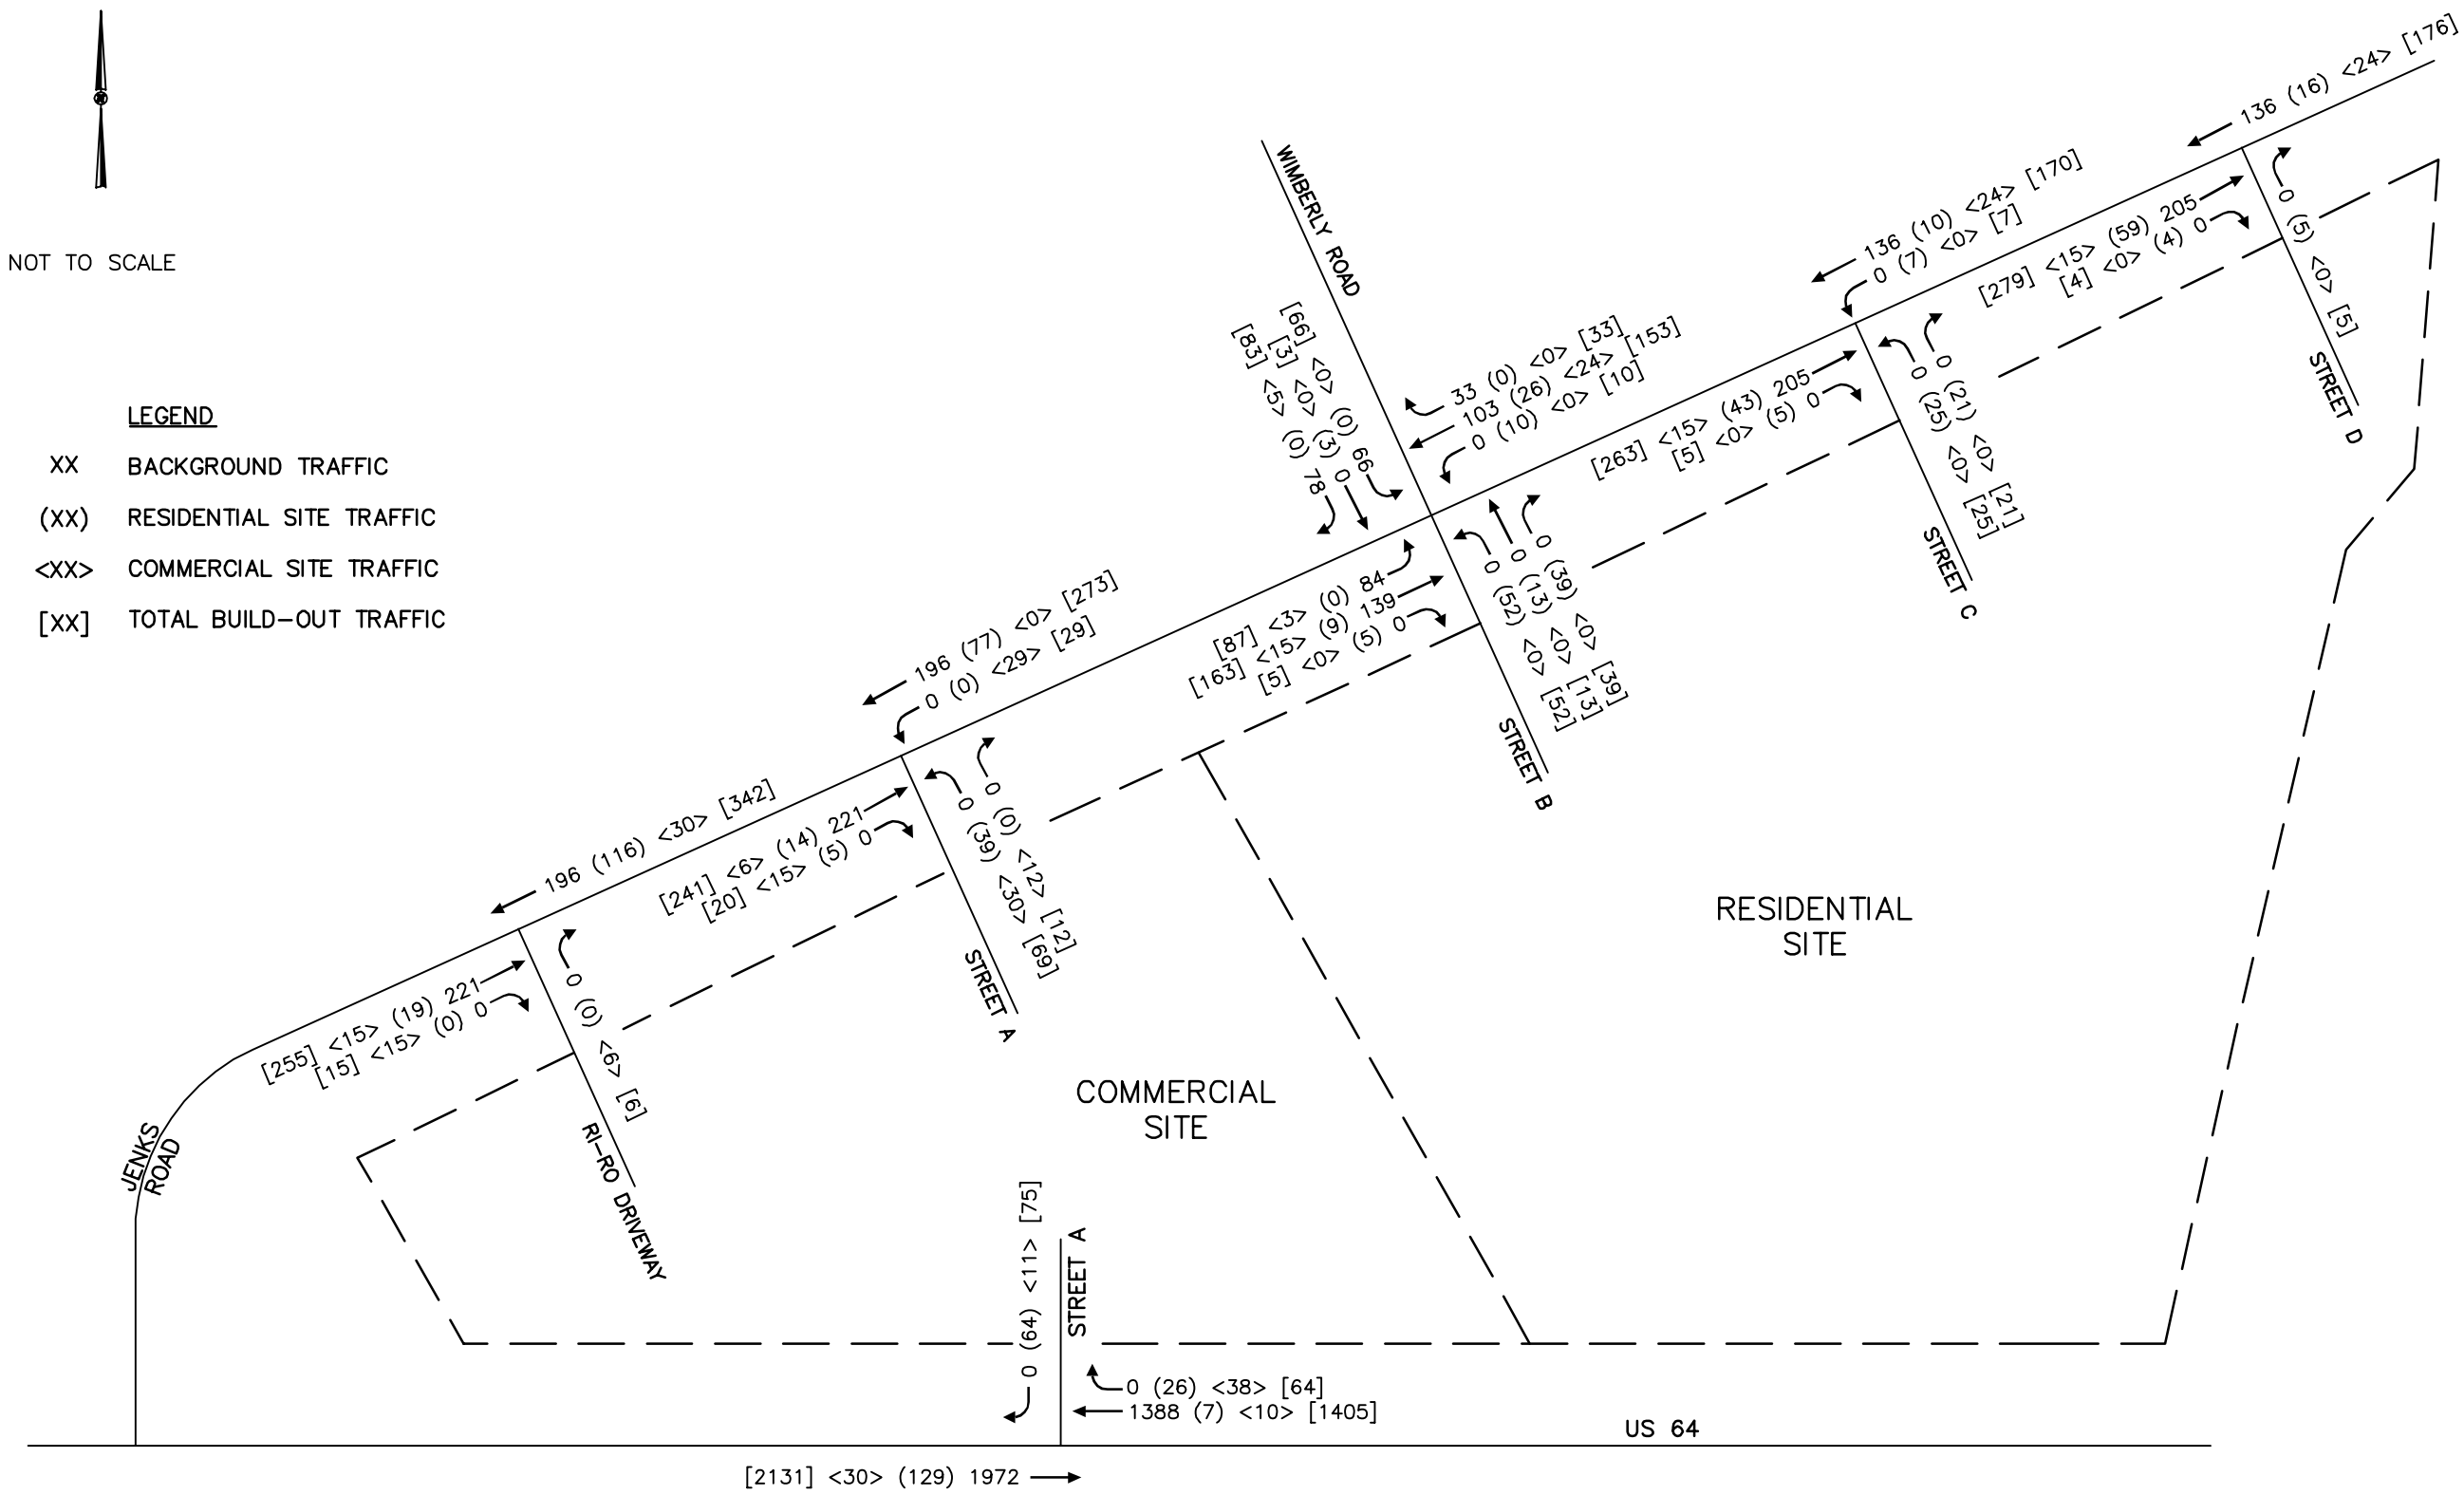 NOT TO SCALE
LEGEND
XX BACKGROUND TRAFFIC
(XX) RESIDENTIAL SITE TRAFFIC
<XX> COMMERCIAL SITE TRAFFIC
[XX] TOTAL BUILD-OUT TRAFFIC
136 (16) <24> [176]
0 (5) <0> [5]
[279] <15> (59) 205
[4] <0> (4) 0
STREET D
136 (10) <24> [170]
0 (7) <0> [7]
0 (21) <0> [21]
0 (25) <0> [25]
[263] <15> (43) 205
[5] <0> (5) 0
STREET C
WIMBERLY ROAD
[66] <0> (0) 66
[3] <0> (3) 0
[83] <5> (0) 78
33 (0) <0> [33]
103 (26) <24> [153]
0 (10) <0> [10]
0 (39) <0> [39]
0 (13) <0> [13]
0 (52) <0> [52]
[87] <3> (0) 84
[163] <15> (9) 139
[5] <0> (5) 0
STREET B
196 (77) <0> [273]
0 (0) <29> [29]
0 (0) <12> [12]
0 (39) <30> [69]
[241] <6> (14) 221
[20] <15> (5) 0
STREET A
196 (116) <30> [342]
0 (0) <6> [6]
[255] <15> (19) 221
[15] <15> (0) 0
RI-RO DRIVEWAY
JENKS
ROAD
RESIDENTIAL
SITE
COMMERCIAL
SITE
0 (64) <11> [75]
STREET A
0 (26) <38> [64]
1388 (7) <10> [1405]
US 64
[2131] <30> (129) 1972